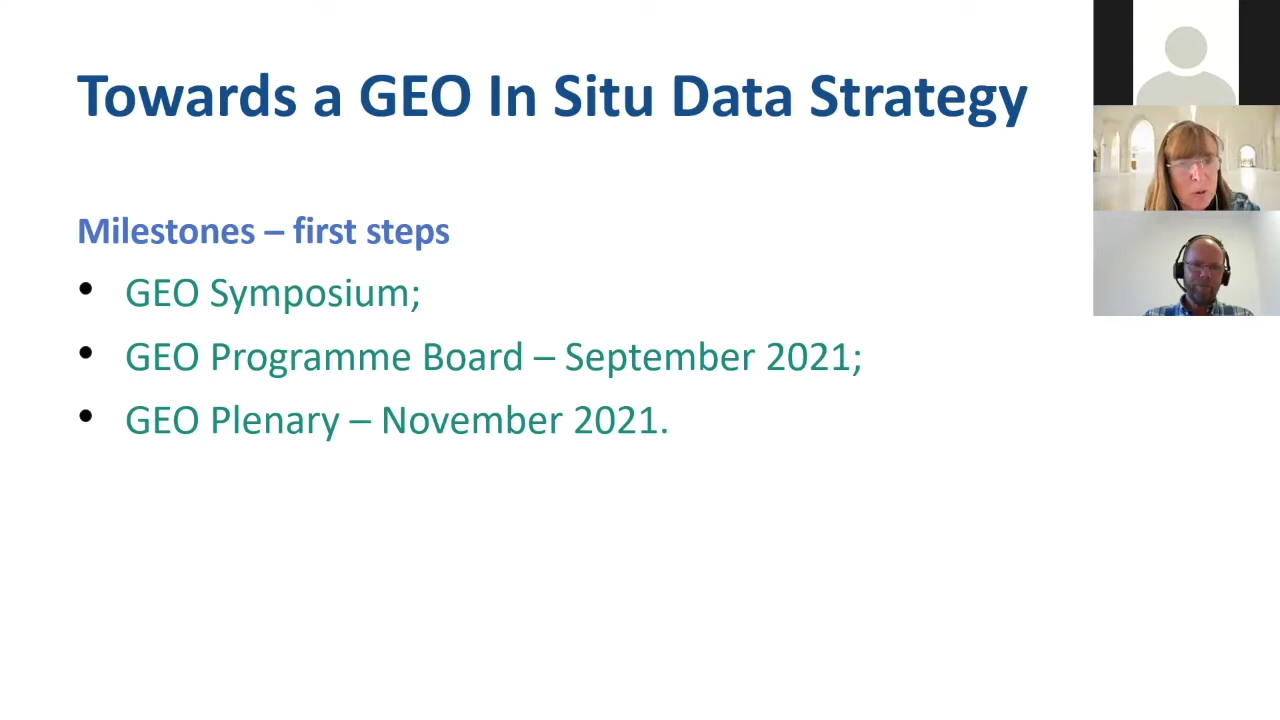 Towards a GEO In Situ Data Strategy
Milestones – first steps
• GEO Symposium;
• GEO Programme Board – September 2021;
• GEO Plenary – November 2021.